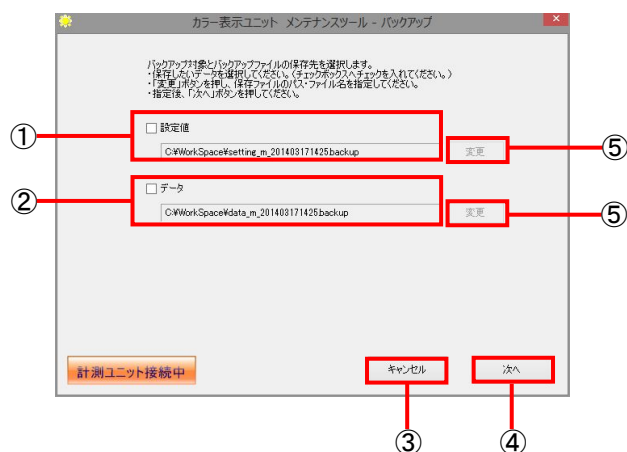 カラー表示ユニット メンテナンスツール - バックアップ
バックアップ対象とバックアップファイルの保存先を選択します。
・保存したいデータを選択してください。(チェックボックスへチェックを入れてください。)
・「変更」ボタンを押し、保存ファイルのパス・ファイル名を指定してください。
・指定後、「次へ」ボタンを押してください。
① 設定値
C:¥WorkSpace¥setting_m_201403171425.backup 変更 ⑤
② データ
C:¥WorkSpace¥data_m_201403171425.backup 変更 ⑤
計測ユニット接続中 キャンセル 次へ
③ ④